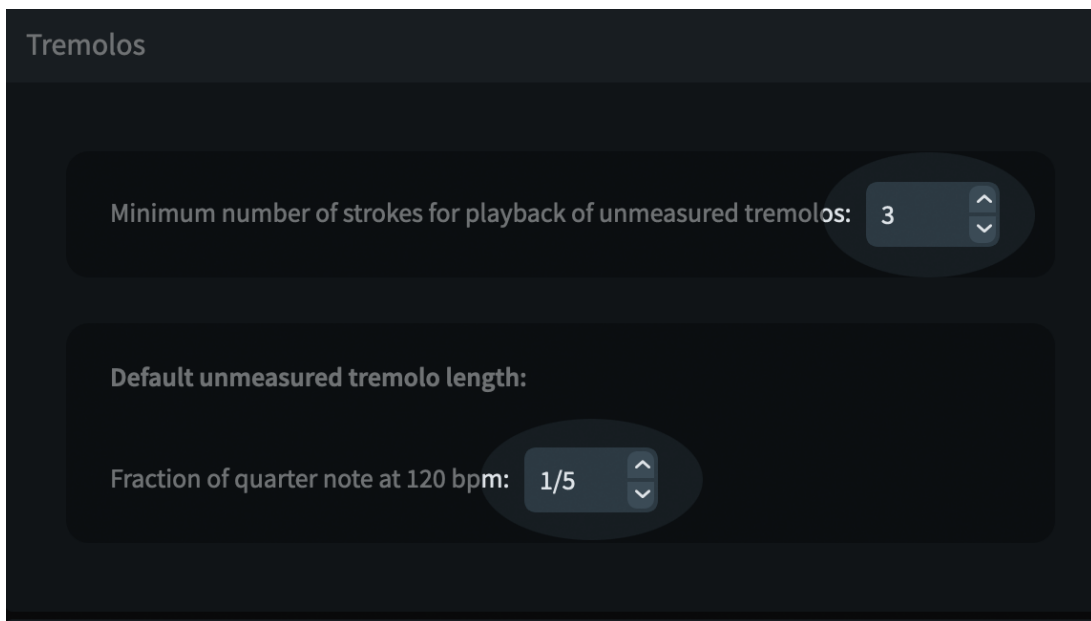 Tremolos
Minimum number of strokes for playback of unmeasured tremolos: 3
Default unmeasured tremolo length:
Fraction of quarter note at 120 bpm: 1/5